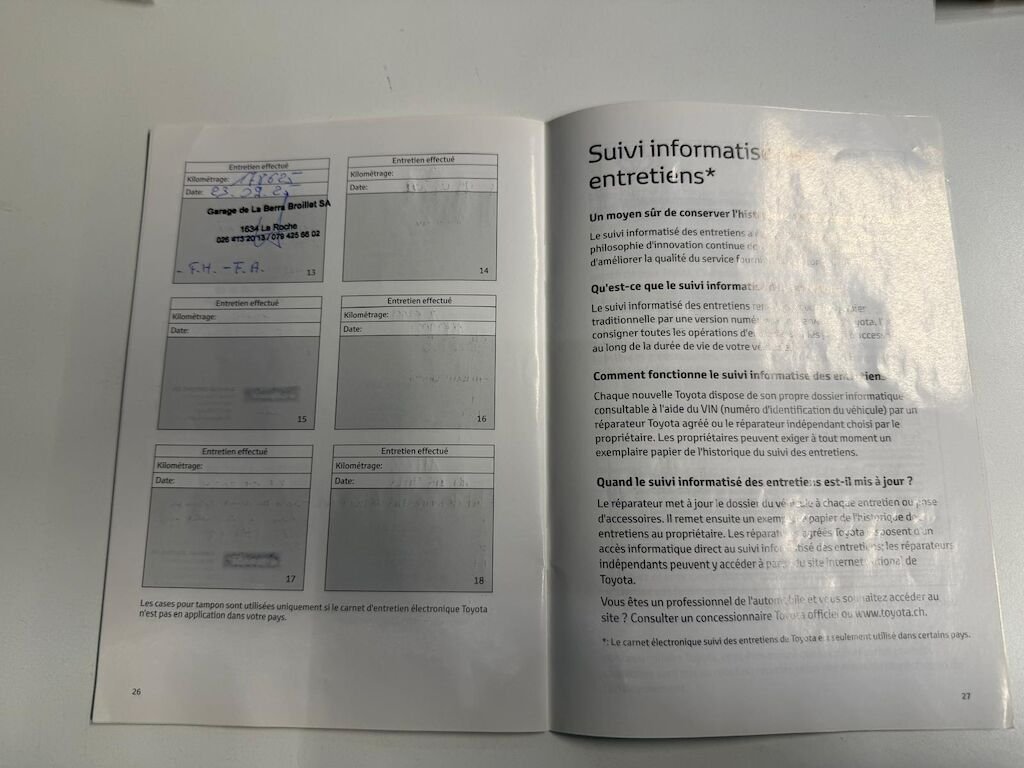 Entretien effectué
Kilométrage: 178625
Date: 23.02.2
Garage de La Berra Broillet SA
1634 La Roche
026 413 20 13 / 079 425 66 02
- F.H. - F.A.
13
Entretien effectué
Kilométrage:
Date:
14
Entretien effectué
Kilométrage:
Date:
15
Entretien effectué
Kilométrage:
Date:
16
Entretien effectué
Kilométrage:
Date:
17
Entretien effectué
Kilométrage:
Date:
18
Les cases pour tampon sont utilisées uniquement si le carnet d'entretien électronique Toyota
n'est pas en application dans votre pays.
26
Suivi informatisé
entretiens*
Un moyen sûr de conserver
Le suivi informatisé des entretiens
philosophie d'innovation continue
d'améliorer la qualité du service
Qu'est-ce que le suivi informatisé
Le suivi informatisé des entretiens
traditionnelle par une version
consigner toutes les opérations
au long de la durée de vie de votre
Comment fonctionne le suivi informatisé des entretiens
Chaque nouvelle Toyota dispose de son propre dossier informatique
consultable à l'aide du VIN (numéro d'identification du véhicule) par un
réparateur Toyota agréé ou le réparateur indépendant choisi par le
propriétaire. Les propriétaires peuvent exiger à tout moment un
exemplaire papier de l'historique du suivi des entretiens.
Quand le suivi informatisé des entretiens est-il mis à jour ?
Le réparateur met à jour le dossier du véhicule à chaque entretien ou pose
d'accessoires. Il remet ensuite un exemplaire papier de l'historique des
entretiens au propriétaire. Les réparateurs agréés Toyota disposent d'un
accès informatique direct au suivi informatisé des entretiens; les réparateurs
indépendants peuvent y accéder à partir du site Internet national de
Toyota.
Vous êtes un professionnel de l'automobile et vous souhaitez accéder au
site ? Consulter un concessionnaire Toyota officiel ou www.toyota.ch.
*: Le carnet électronique suivi des entretiens de Toyota est seulement utilisé dans certains pays.
27